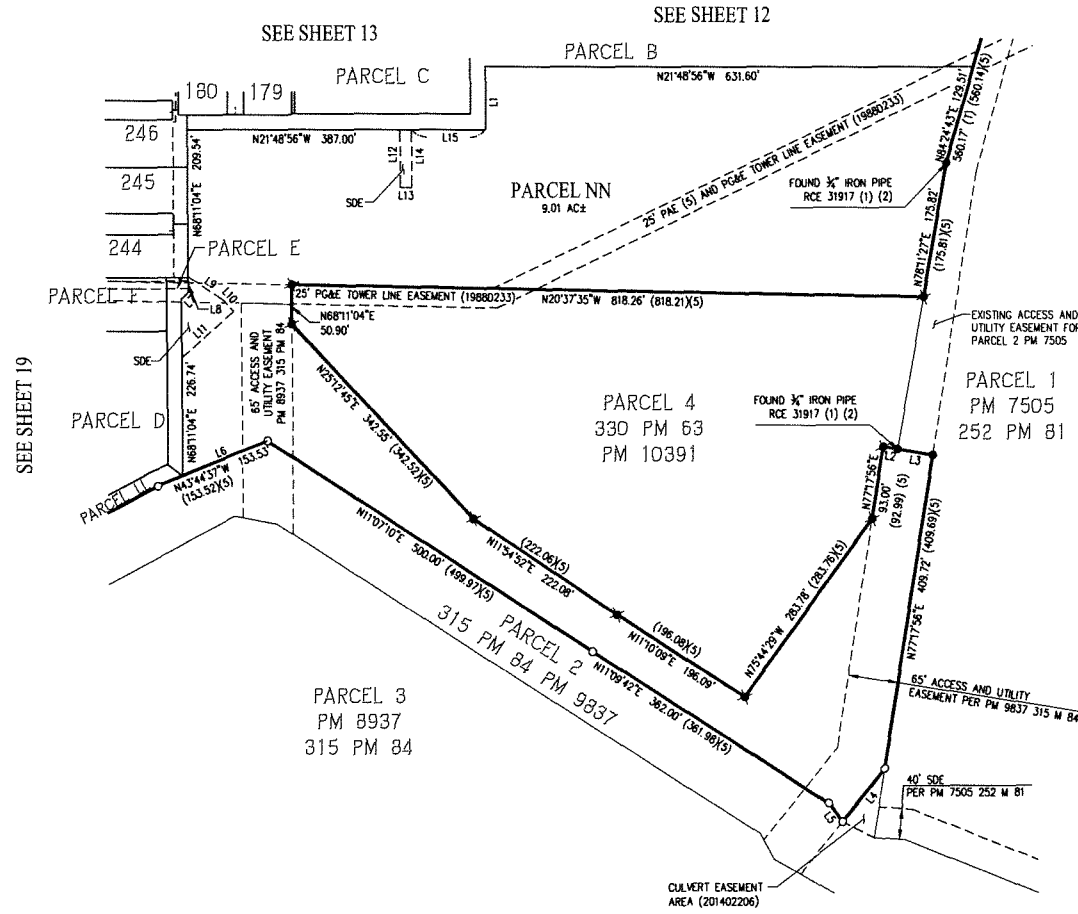 SEE SHEET 12
SEE SHEET 13
PARCEL B
N21°48'56"W 631.60'
PARCEL C
180
179
L1
246
N21°48'56"W 387.00'
L15
L12
L14
L13
SDE
N68°11'04"E 209.54'
245
244
PARCEL NN
9.01 AC±
25' PAE (5) AND PG&E TOWER LINE EASEMENT (1988D233)
N84°24'43"E 129.51'
560.17' (1) (560.14)(5)
FOUND ¾" IRON PIPE
RCE 31917 (1) (2)
N78°11'27"E 175.82'
(175.81)(5)
PARCEL E
L9
L10
L8
L11
SDE
25' PG&E TOWER LINE EASEMENT (1988D233)
N20°37'35"W 818.26' (818.21)(5)
N68°11'04"E
50.90'
EXISTING ACCESS AND
UTILITY EASEMENT FOR
PARCEL 2 PM 7505
SEE SHEET 19
PARCEL D
N68°11'04"E 226.74'
65' ACCESS AND
UTILITY EASEMENT
PM 8937 315 PM 84
N25°12'45"E 342.55' (342.52)(5)
PARCEL 4
330 PM 63
PM 10391
FOUND ¾" IRON PIPE
RCE 31917 (1) (2)
PARCEL 1
PM 7505
252 PM 81
L6
N43°44'37"W 153.53'
(153.52)(5)
L2
L3
N77°17'56"E
93.00'
(92.99) (5)
N77°17'56"E 409.72' (409.69)(5)
(222.06)(5)
N11°54'52"E 222.08'
N11°07'10"E 500.00' (499.97)(5)
(196.08)(5)
N11°10'09"E 196.09'
N75°44'29"W 283.78' (283.76)(5)
PARCEL 2
315 PM 84 PM 9837
N11°09'42"E 362.00' (361.98)(5)
PARCEL 3
PM 8937
315 PM 84
65' ACCESS AND UTILITY
EASEMENT PER PM 9837 315 M 84
40' SDE
PER PM 7505 252 M 81
L4
L5
CULVERT EASEMENT
AREA (201402206)